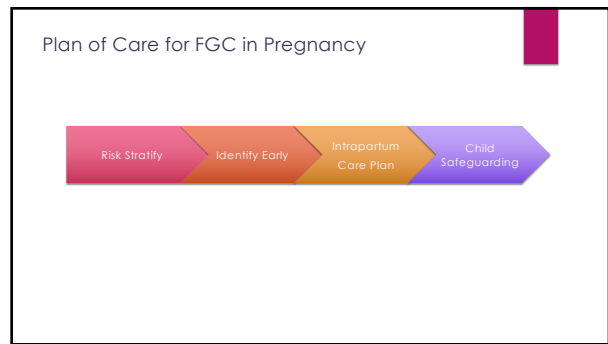 Plan of Care for FGC in Pregnancy
Risk Stratify
Identify Early
Intrapartum
Care Plan
Child
Safeguarding